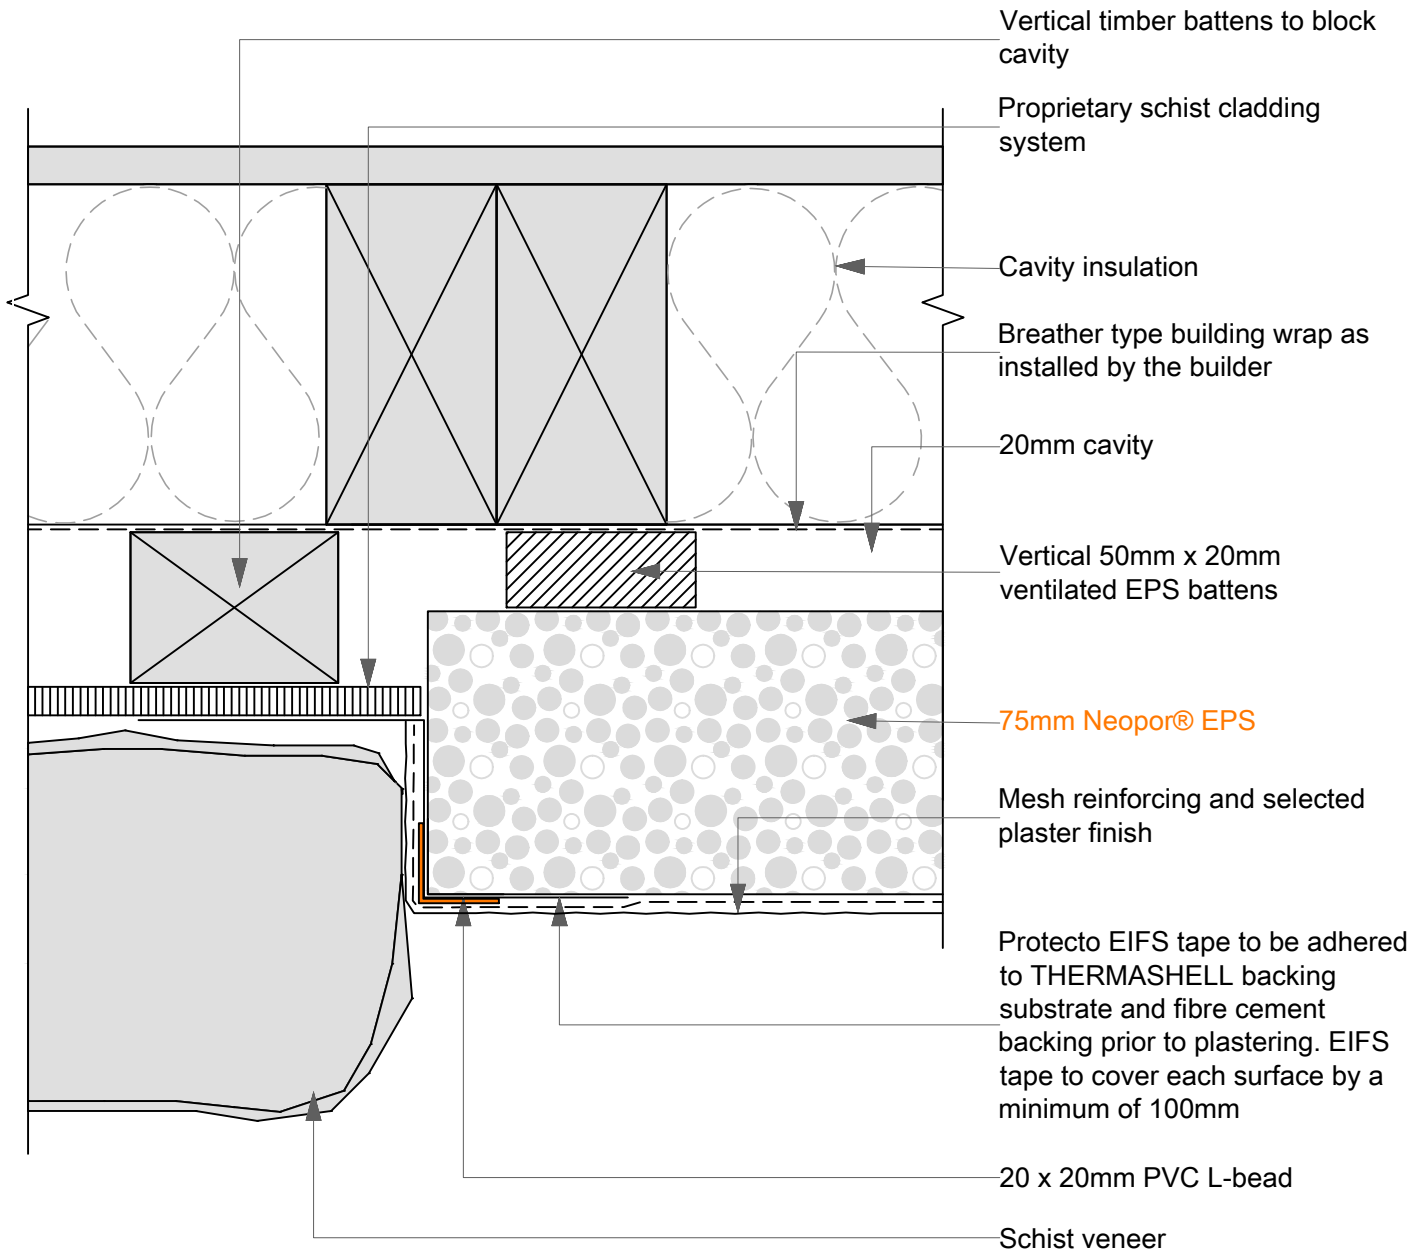 Vertical timber battens to block
cavity
Proprietary schist cladding
system
Cavity insulation
Breather type building wrap as
installed by the builder
20mm cavity
Vertical 50mm x 20mm
ventilated EPS battens
75mm Neopor® EPS
Mesh reinforcing and selected
plaster finish
Protecto EIFS tape to be adhered
to THERMASHELL backing
substrate and fibre cement
backing prior to plastering. EIFS
tape to cover each surface by a
minimum of 100mm
20 x 20mm PVC L-bead
Schist veneer